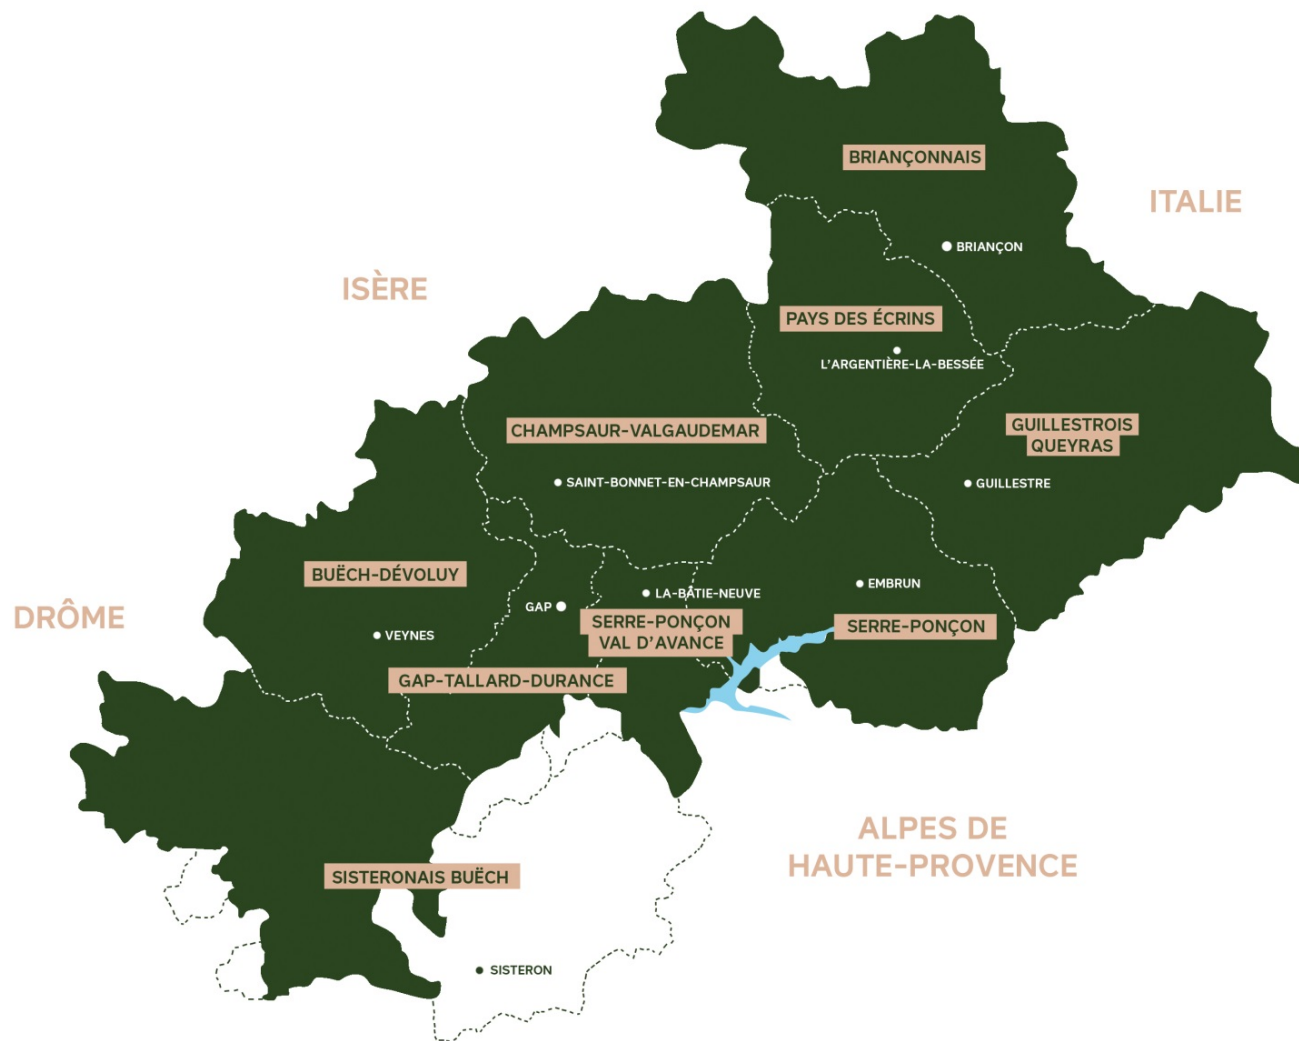 BRIANÇONNAIS
ITALIE
BRIANÇON
ISÈRE
PAYS DES ÉCRINS
L'ARGENTIÈRE-LA-BESSÉE
CHAMPSAUR-VALGAUDEMAR
GUILLESTROIS
QUEYRAS
SAINT-BONNET-EN-CHAMPSAUR
GUILLESTRE
BUËCH-DÉVOLUY
EMBRUN
LA-BÂTIE-NEUVE
GAP
DRÔME
SERRE-PONÇON
VAL D'AVANCE
SERRE-PONÇON
VEYNES
GAP-TALLARD-DURANCE
ALPES DE
HAUTE-PROVENCE
SISTERONAIS BUËCH
SISTERON